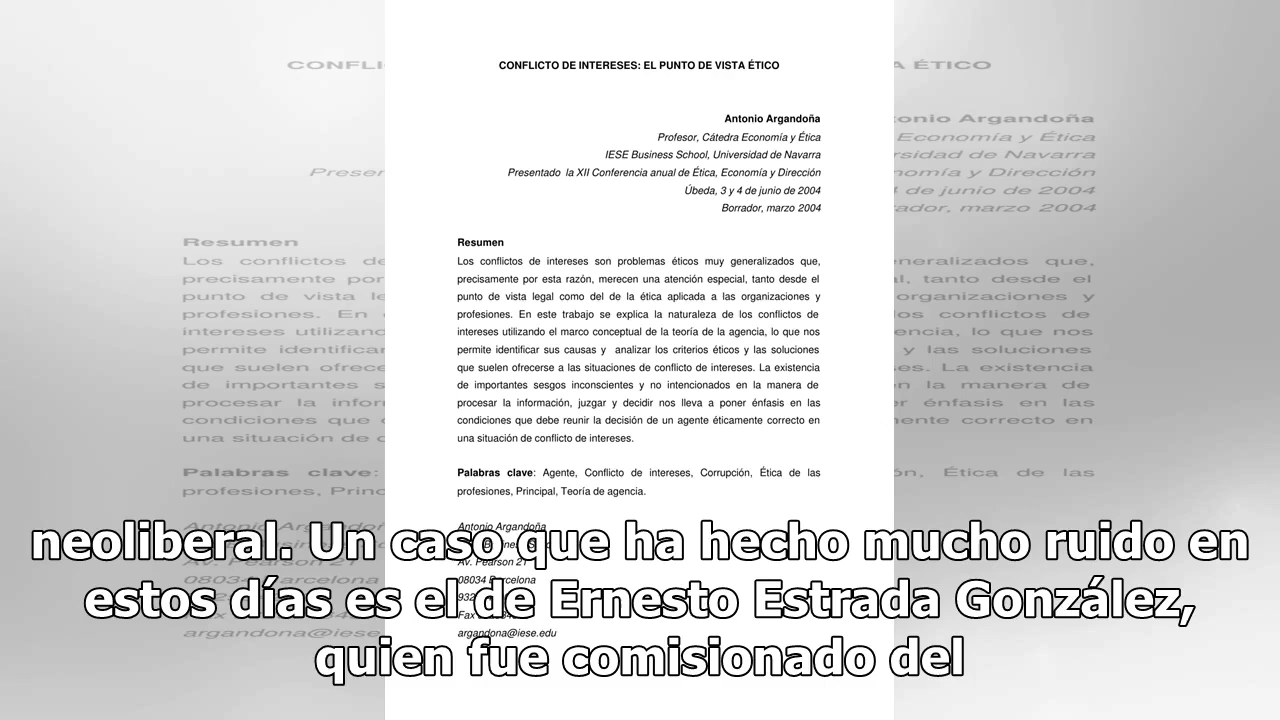 CONFLICTO DE INTERESES: EL PUNTO DE VISTA ÉTICO
Antonio Argandoña
Profesor, Cátedra Economía y Ética
IESE Business School, Universidad de Navarra
Presentado la XII Conferencia anual de Ética, Economía y Dirección
Úbeda, 3 y 4 de junio de 2004
Borrador, marzo 2004
Resumen
Los conflictos de intereses son problemas éticos muy generalizados que,
precisamente por esta razón, merecen una atención especial, tanto desde el
punto de vista legal como del de la ética aplicada a las organizaciones y
profesiones. En este trabajo se explica la naturaleza de los conflictos de
intereses utilizando el marco conceptual de la teoría de la agencia, lo que nos
permite identificar sus causas y analizar los criterios éticos y las soluciones
que suelen ofrecerse a las situaciones de conflicto de intereses. La existencia
de importantes sesgos inconscientes y no intencionados en la manera de
procesar la información, juzgar y decidir nos lleva a poner énfasis en las
condiciones que debe reunir la decisión de un agente éticamente correcto en
una situación de conflicto de intereses.
Palabras clave: Agente, Conflicto de intereses, Corrupción, Ética de las
profesiones, Principal, Teoría de agencia.
Antonio Argandoña
Av. Pearson 21
08034 Barcelona
Fax
argandona@iese.edu
neoliberal. Un caso que ha hecho mucho ruido en
estos días es el de Ernesto Estrada González,
quien fue comisionado del